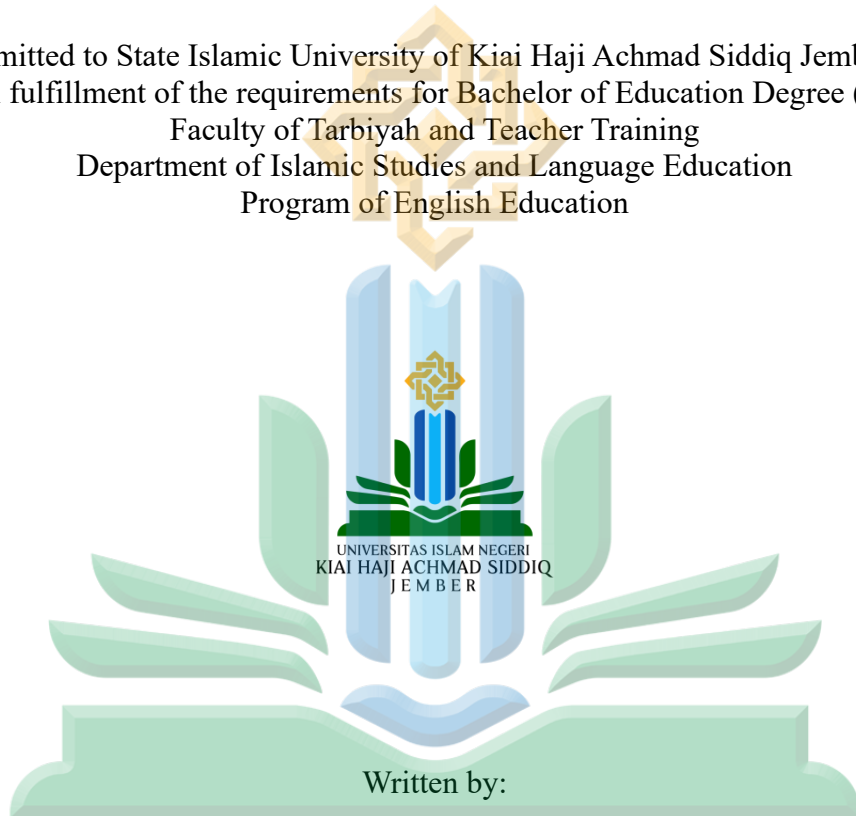 mitted to State Islamic University of Kiai Haji Achmad Siddiq Jemb
fulfillment of the requirements for Bachelor of Education Degree (
Faculty of Tarbiyah and Teacher Training
Department of Islamic Studies and Language Education
Program of English Education
UNIVERSITAS ISLAM NEGERI
KIAI HAJI ACHMAD SIDDIQ
JEMBER
Written by: